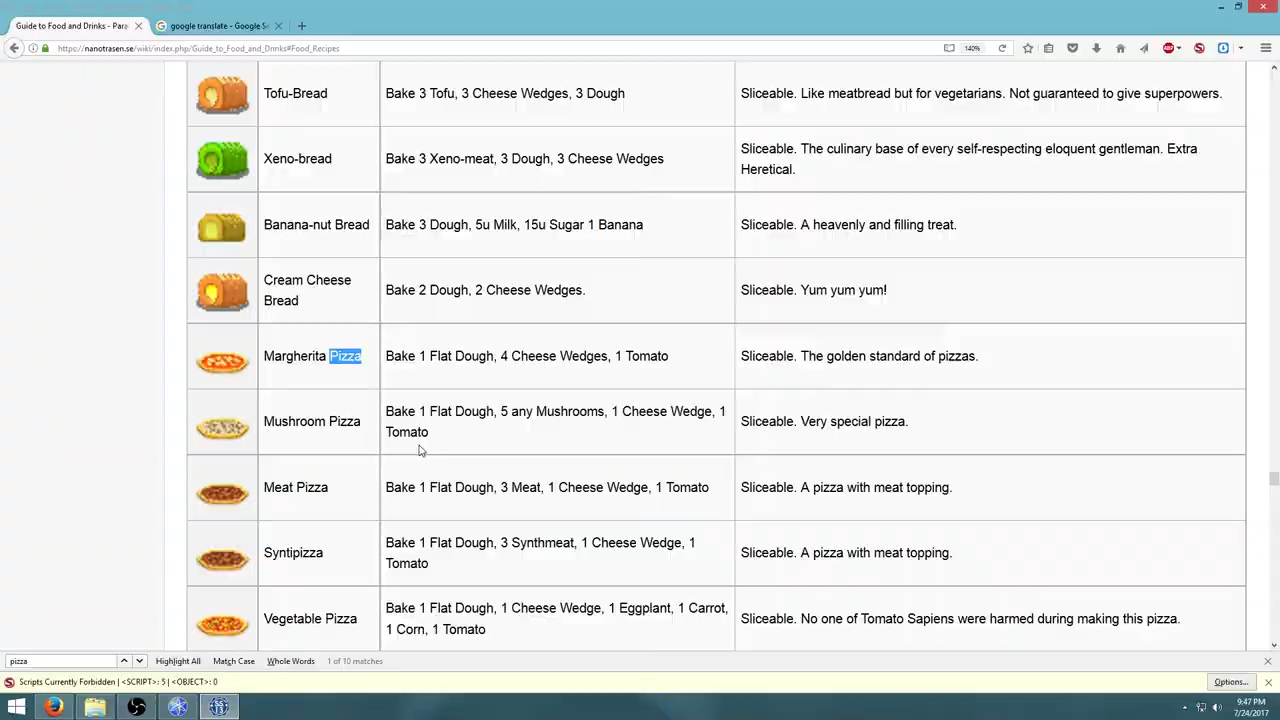 Guide to Food and Drinks - Para
google translate - Google Se
https://nanotrasen.se/wiki/index.php/Guide_to_Food_and_Drinks#Food_Recipes
140%
Tofu-Bread
Bake 3 Tofu, 3 Cheese Wedges, 3 Dough
Sliceable. Like meatbread but for vegetarians. Not guaranteed to give superpowers.
Xeno-bread
Bake 3 Xeno-meat, 3 Dough, 3 Cheese Wedges
Sliceable. The culinary base of every self-respecting eloquent gentleman. Extra
Heretical.
Banana-nut Bread
Bake 3 Dough, 5u Milk, 15u Sugar 1 Banana
Sliceable. A heavenly and filling treat.
Cream Cheese
Bread
Bake 2 Dough, 2 Cheese Wedges.
Sliceable. Yum yum yum!
Margherita Pizza
Bake 1 Flat Dough, 4 Cheese Wedges, 1 Tomato
Sliceable. The golden standard of pizzas.
Mushroom Pizza
Bake 1 Flat Dough, 5 any Mushrooms, 1 Cheese Wedge, 1
Tomato
Sliceable. Very special pizza.
Meat Pizza
Bake 1 Flat Dough, 3 Meat, 1 Cheese Wedge, 1 Tomato
Sliceable. A pizza with meat topping.
Syntipizza
Bake 1 Flat Dough, 3 Synthmeat, 1 Cheese Wedge, 1
Tomato
Sliceable. A pizza with meat topping.
Vegetable Pizza
Bake 1 Flat Dough, 1 Cheese Wedge, 1 Eggplant, 1 Carrot,
1 Corn, 1 Tomato
Sliceable. No one of Tomato Sapiens were harmed during making this pizza.
pizza
Highlight All
Match Case
Whole Words
1 of 10 matches
Scripts Currently Forbidden | <SCRIPT>: 5 | <OBJECT>: 0
Options...
9:47 PM
7/24/2017